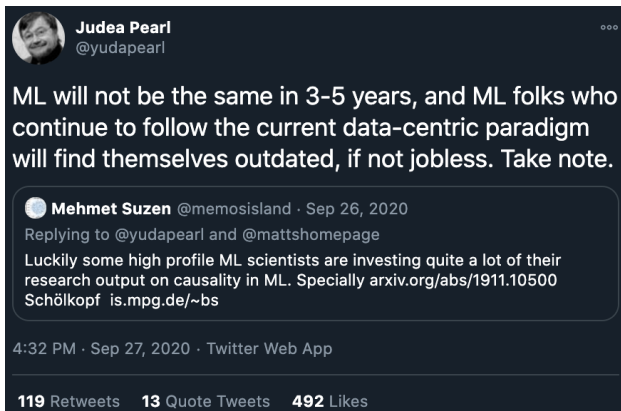 Judea Pearl
@yudapearl
ML will not be the same in 3-5 years, and ML folks who
continue to follow the current data-centric paradigm
will find themselves outdated, if not jobless. Take note.
Mehmet Suzen @memosisland · Sep 26, 2020
Replying to @yudapearl and @mattshomepage
Luckily some high profile ML scientists are investing quite a lot of their
research output on causality in ML. Specially arxiv.org/abs/1911.10500
Schölkopf is.mpg.de/~bs
4:32 PM · Sep 27, 2020 · Twitter Web App
119 Retweets 13 Quote Tweets 492 Likes